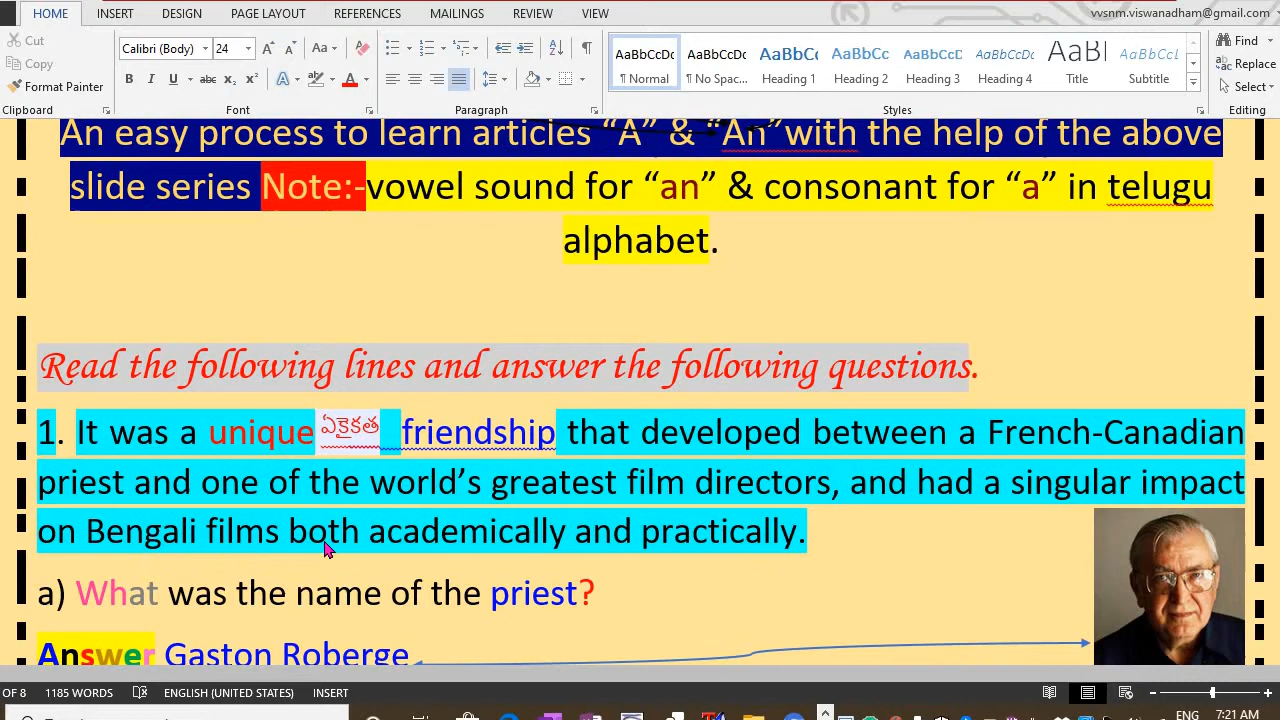 HOME INSERT DESIGN PAGE LAYOUT REFERENCES MAILINGS REVIEW VIEW vvsnm.viswanadham@gmail.com
Cut
Copy
Format Painter
Clipboard
Calibri (Body) 24
Font
Paragraph
AaBbCcDc AaBbCcDc AaBbCc AaBbCc AaBbCcD AaBbCcD AaBl AaBbCcD
¶ Normal ¶ No Spac... Heading 1 Heading 2 Heading 3 Heading 4 Title Subtitl
Styles
Find
Replace
Select
Editing
An easy process to learn articles “A” & “An”with the help of the above
slide series Note:-vowel sound for “an” & consonant for “a” in telugu
alphabet.
Read the following lines and answer the following questions.
1. It was a unique ఏకైకత friendship that developed between a French-Canadian
priest and one of the world’s greatest film directors, and had a singular impact
on Bengali films both academically and practically.
a) What was the name of the priest?
Answer Gaston Roberge
OF 8 1185 WORDS ENGLISH (UNITED STATES) INSERT
ENG 7:21 AM